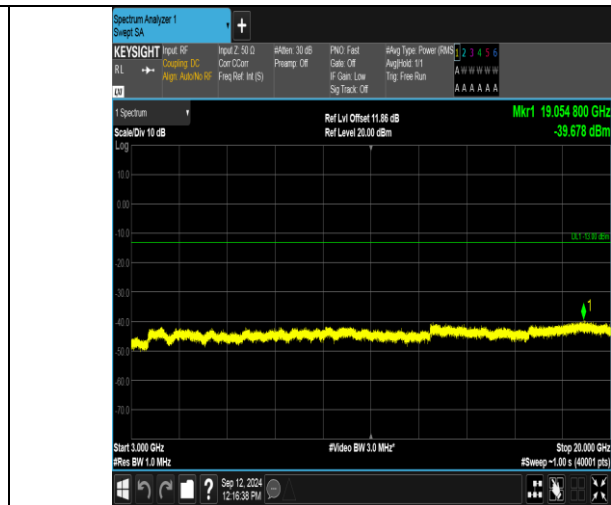 Spectrum Analyzer 1
Swept SA
+
KEYSIGHT Input: RF Input Z: 50 Ω #Atten: 30 dB PNO: Fast #Avg Type: Power (RMS 1 2 3 4 5 6
RL Coupling: DC Corr CCorr Preamp: Off Gate: Off Avg|Hold: 1/1 A W W W W W
Align: Auto/No RF Freq Ref: Int (S) IF Gain: Low Trig: Free Run
Sig Track: Off A A A A A A
LXI
1 Spectrum Ref Lvl Offset 11.86 dB Mkr1 19.054 800 GHz
Scale/Div 10 dB Ref Level 20.00 dBm -39.678 dBm
Log
10.0
0.00
-10.0
DL1 -13.00 dBm
-20.0
-30.0
1
-40.0
-50.0
-60.0
-70.0
Start 3.000 GHz #Video BW 3.0 MHz* Stop 20.000 GHz
#Res BW 1.0 MHz #Sweep ~1.00 s (40001 pts)
? Sep 12, 2024
12:16:38 PM